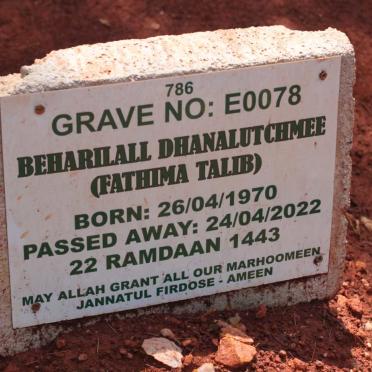 786
GRAVE NO: E0078
BEHARILALL DHANALUTCHMEE
(FATHIMA TALIB)
BORN: 26/04/1970
PASSED AWAY: 24/04/2022
22 RAMDAAN 1443
MAY ALLAH GRANT ALL OUR MARHOOMEEN
JANNATUL FIRDOSE - AMEEN